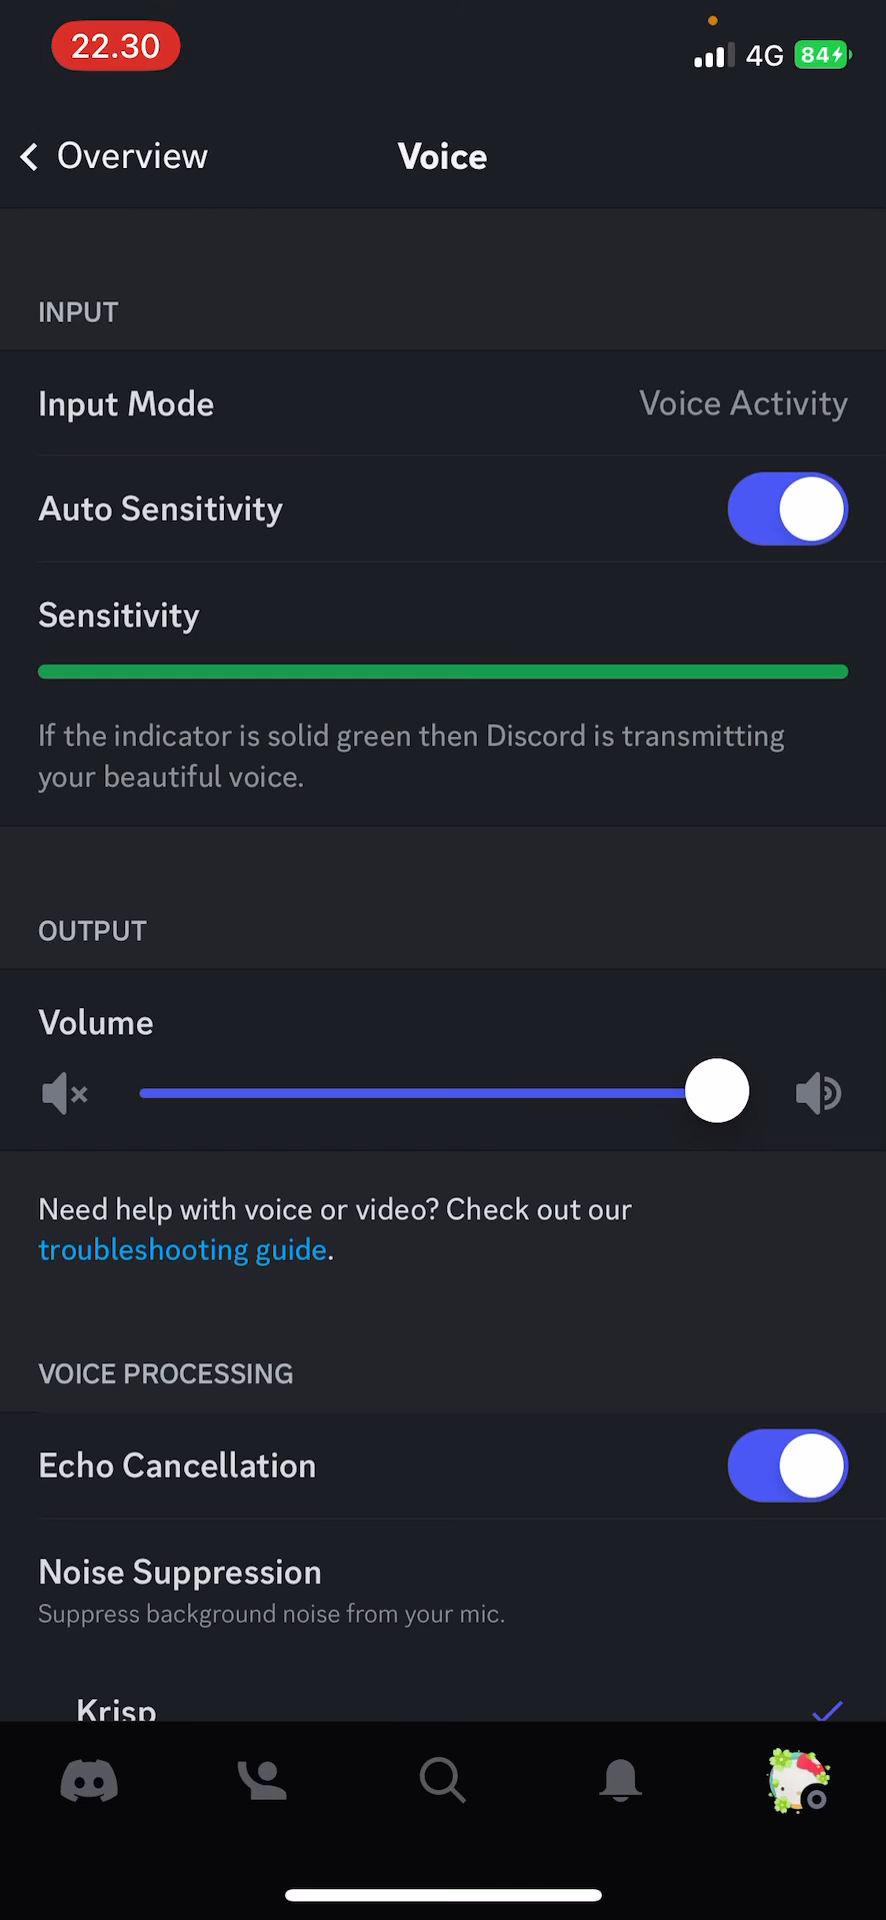 22.30
4G 84
Overview
Voice
INPUT
Input Mode
Voice Activity
Auto Sensitivity
Sensitivity
If the indicator is solid green then Discord is transmitting
your beautiful voice.
OUTPUT
Volume
Need help with voice or video? Check out our
troubleshooting guide.
VOICE PROCESSING
Echo Cancellation
Noise Suppression
Suppress background noise from your mic.
Krisp